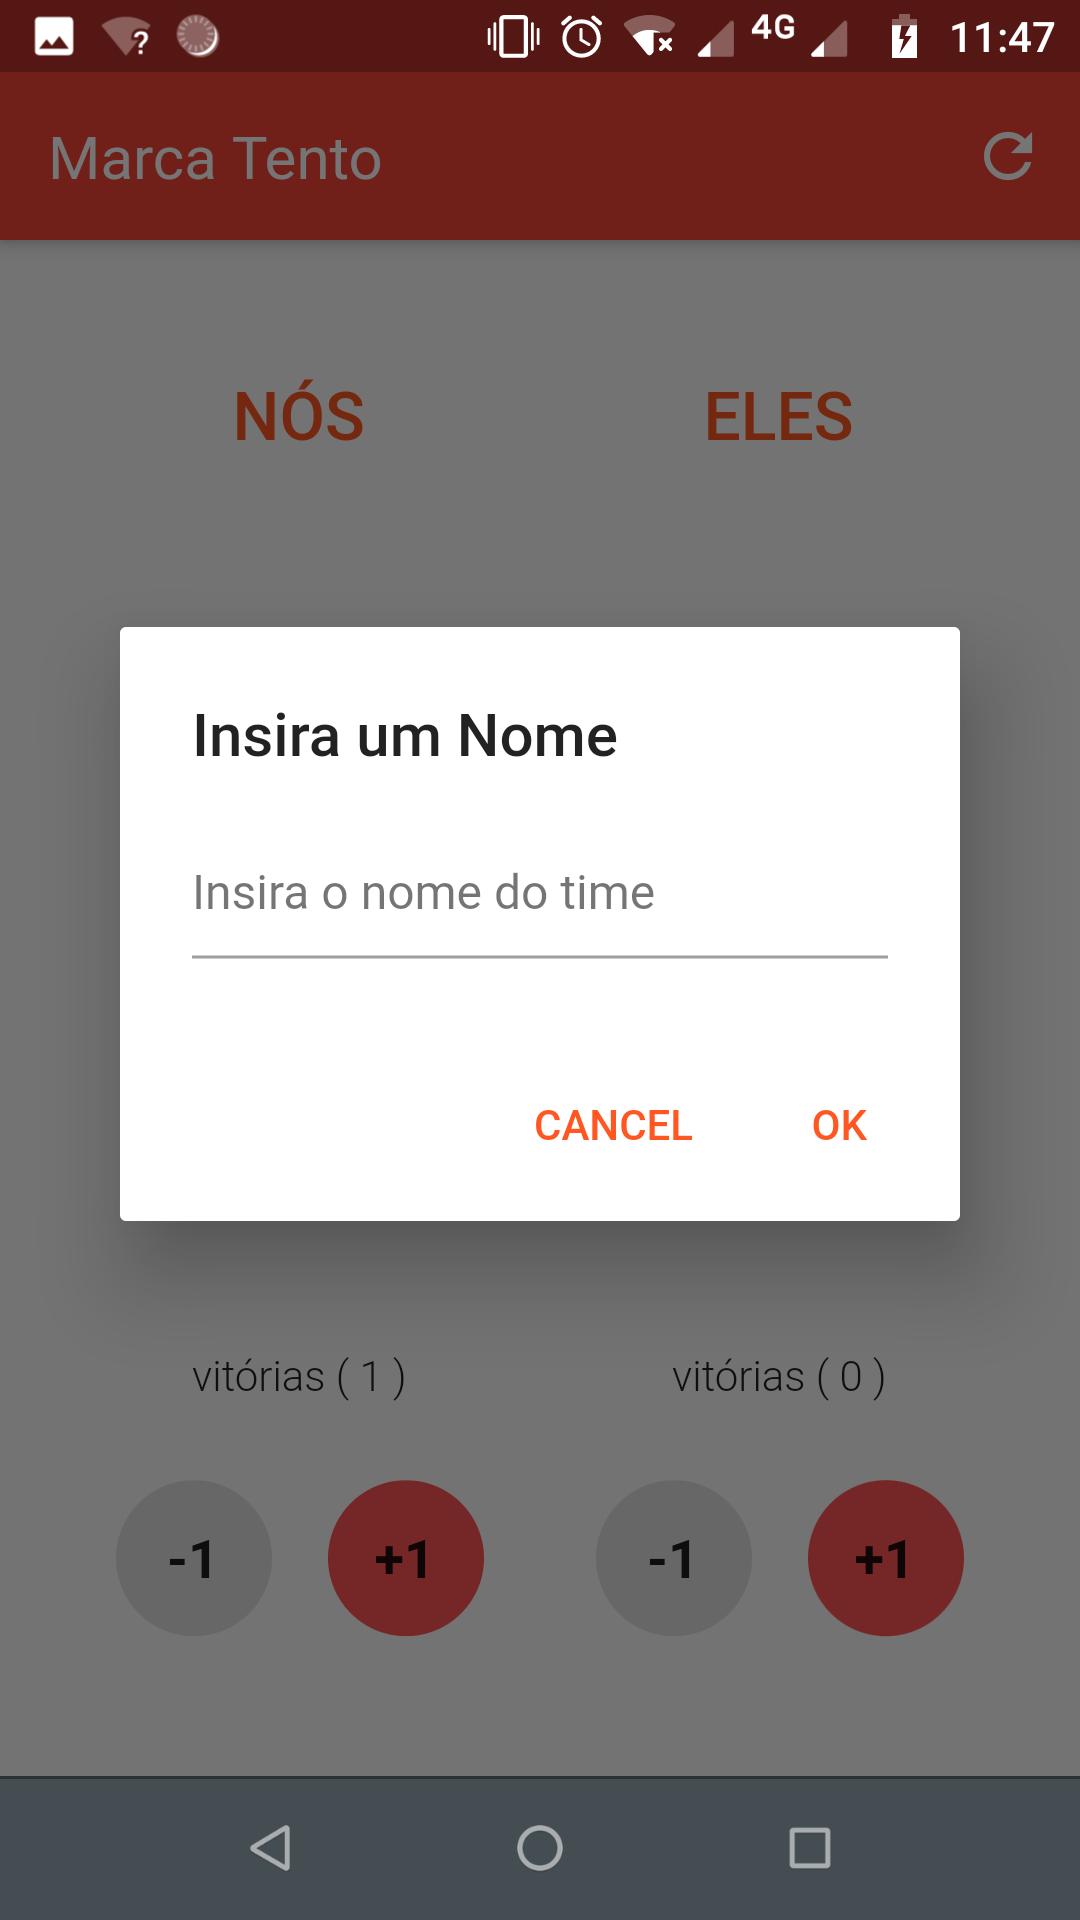 4G 11:47
Marca Tento
NÓS ELES
Insira um Nome
Insira o nome do time
CANCEL OK
vitórias ( 1 ) vitórias ( 0 )
-1 +1 -1 +1